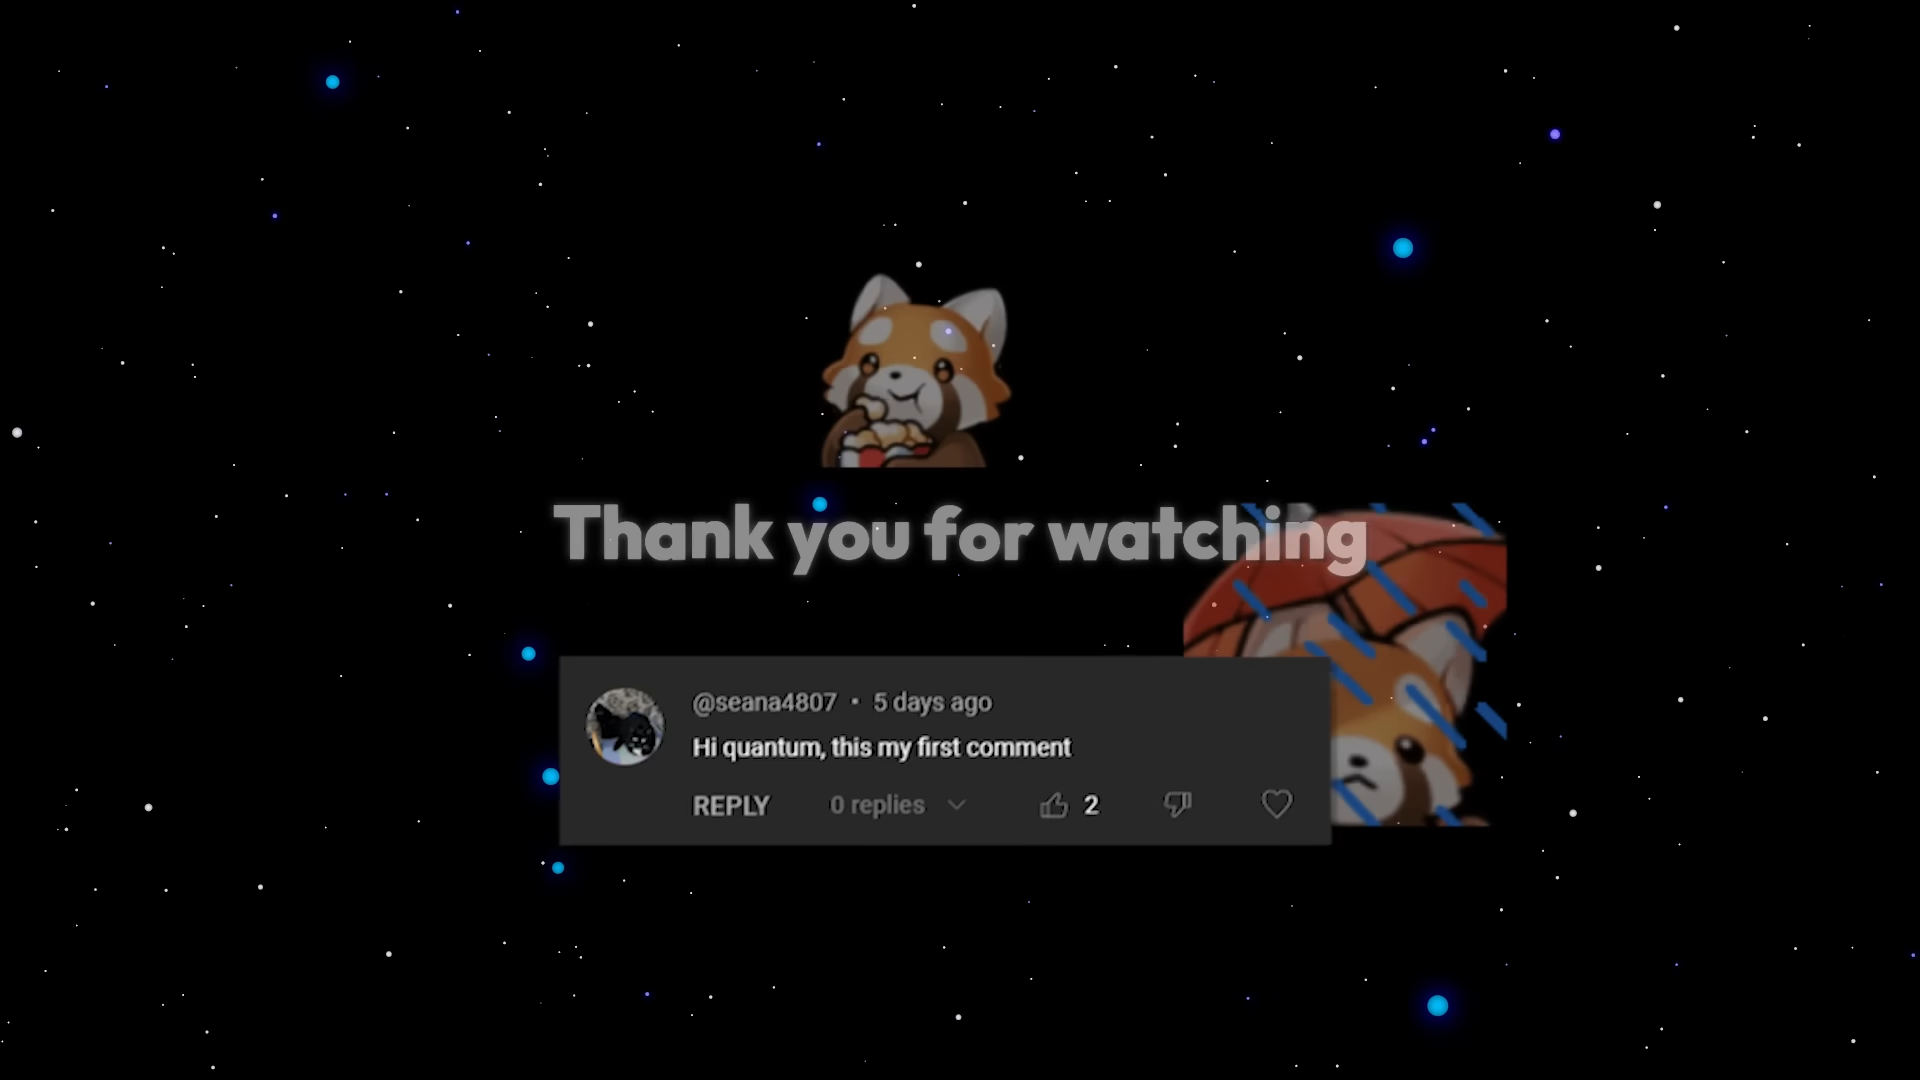 Thank you for watching
@seana4807 • 5 days ago
Hi quantum, this my first comment
REPLY 0 replies 2